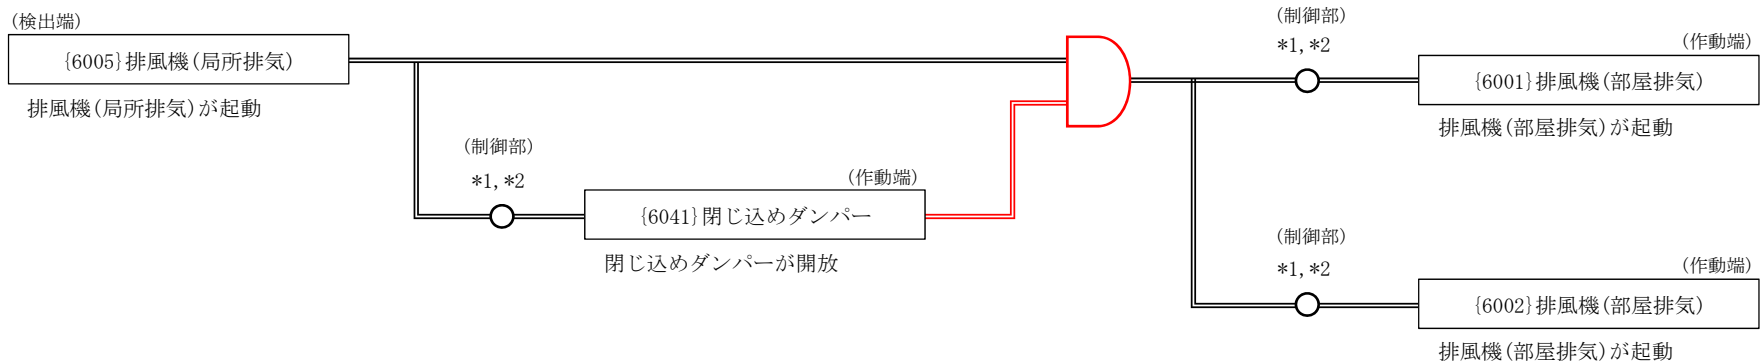 (検出端)
{6005}排風機(局所排気)
排風機(局所排気)が起動
(制御部)
*1,*2
(作動端)
{6041}閉じ込めダンパー
閉じ込めダンパーが開放
(制御部)
*1,*2
(作動端)
{6001}排風機(部屋排気)
排風機(部屋排気)が起動
(制御部)
*1,*2
(作動端)
{6002}排風機(部屋排気)
排風機(部屋排気)が起動